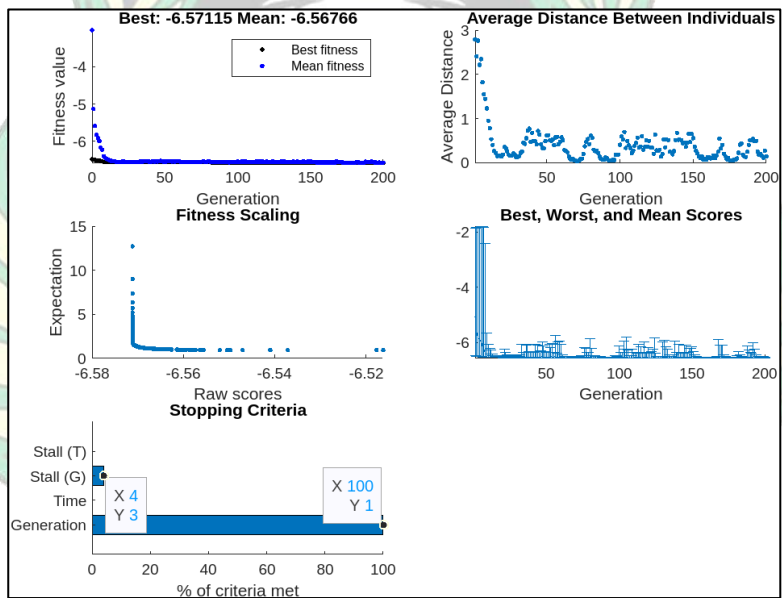 Best: -6.57115 Mean: -6.56766
Fitness value
-4
-5
-6
Best fitness
Mean fitness
0 50 100 150 200
Generation
Average Distance Between Individuals
Average Distance
3
2
1
0
50 100 150 200
Generation
Fitness Scaling
Expectation
15
10
5
0
-6.58 -6.56 -6.54 -6.52
Raw scores
Best, Worst, and Mean Scores
-2
-4
-6
50 100 150 200
Generation
Stopping Criteria
Stall (T)
Stall (G)
Time
Generation
X 4
Y 3
X 100
Y 1
0 20 40 60 80 100
% of criteria met